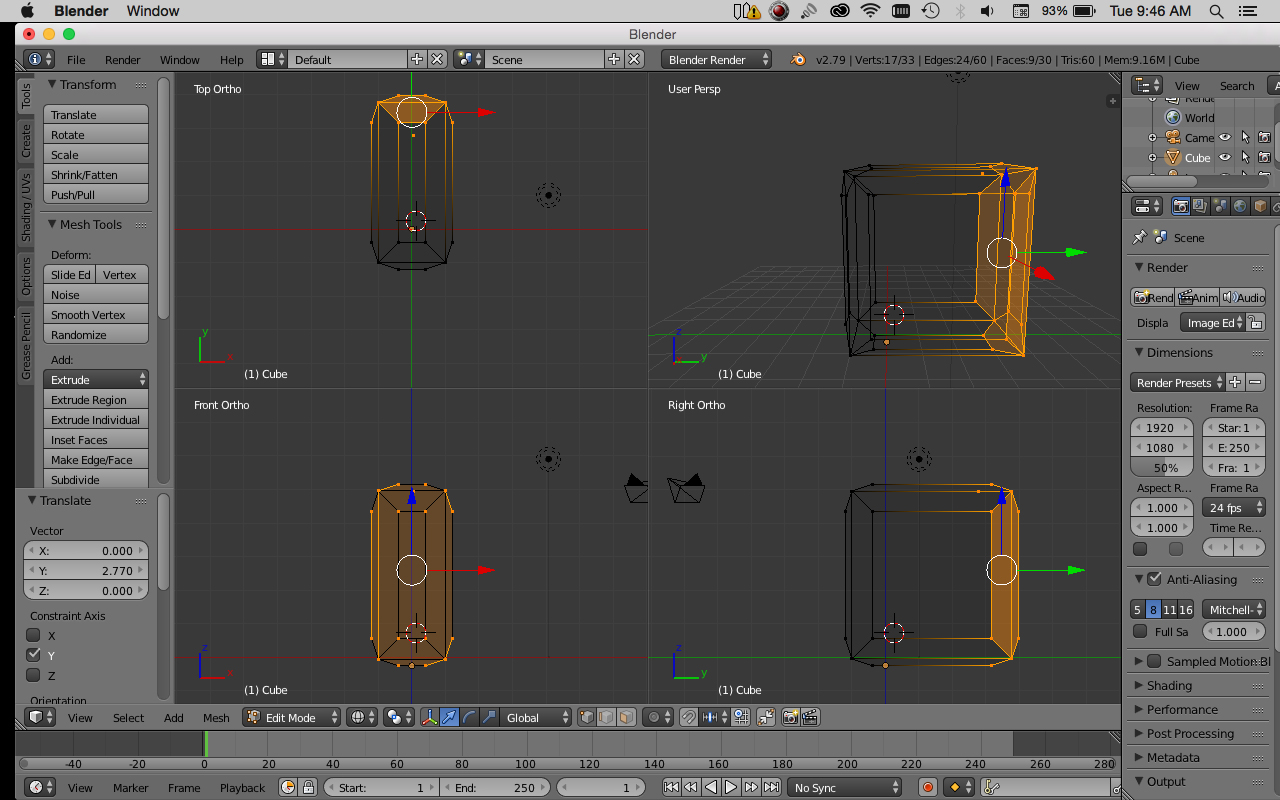 Blender Window 93% Tue 9:46 AM
Blender
File Render Window Help Default Scene Blender Render v2.79 | Verts:17/33 | Edges:24/60 | Faces:9/30 | Tris:60 | Mem:9.16M | Cube
Tools
Create
Shading / UVs
Options
Grease Pencil
Transform
Translate
Rotate
Scale
Shrink/Fatten
Push/Pull
Mesh Tools
Deform:
Slide Ed Vertex
Noise
Smooth Vertex
Randomize
Add:
Extrude
Extrude Region
Extrude Individual
Inset Faces
Make Edge/Face
Subdivide
Translate
Vector
X: 0.000
Y: 2.770
Z: 0.000
Constraint Axis
X
Y
Z
Orientation
Top Ortho
y
x
(1) Cube
User Persp
z
y
(1) Cube
Front Ortho
z
x
(1) Cube
Right Ortho
z
y
(1) Cube
View Search
World
Came
Cube
Scene
Render
Rend Anim Audio
Displa Image Ed
Dimensions
Render Presets
Resolution: Frame Ra
1920 Star: 1
1080 E: 250
50% Fra: 1
Aspect R... Frame Ra
1.000 24 fps
1.000 Time Re...
Anti-Aliasing
5 8 11 16 Mitchell-
Full Sa 1.000
Sampled Motion Bl
Shading
Performance
Post Processing
Metadata
Output
View Select Add Mesh Edit Mode Global
-40 -20 0 20 40 60 80 100 120 140 160 180 200 220 240 260 280
View Marker Frame Playback Start: 1 End: 250 1 No Sync